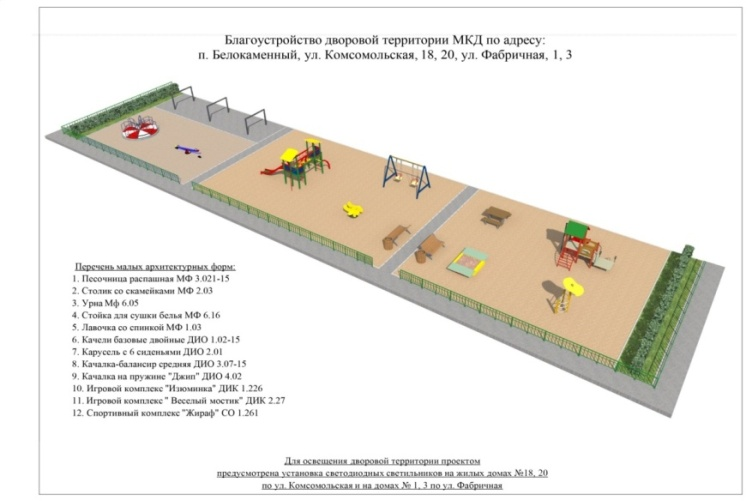 Благоустройство дворовой территории МКД по адресу:
п. Белокаменный, ул. Комсомольская, 18, 20, ул. Фабричная, 1, 3
Перечень малых архитектурных форм:
1. Песочница распашная МФ 3.021-15
2. Столик со скамейками МФ 2.03
3. Урна Мф 6.05
4. Стойка для сушки белья МФ 6.16
5. Лавочка со спинкой МФ 1.03
6. Качели базовые двойные ДИО 1.02-15
7. Карусель с 6 сиденьями ДИО 2.01
8. Качалка-балансир средняя ДИО 3.07-15
9. Качалка на пружине "Джип" ДИО 4.02
10. Игровой комплекс "Изюминка" ДИК 1.226
11. Игровой комплекс " Веселый мостик" ДИК 2.27
12. Спортивный комплекс "Жираф" СО 1.261
Для освещения дворовой территории проектом
предусмотрена установка светодиодных светильников на жилых домах №18, 20
по ул. Комсомольская и на домах № 1, 3 по ул. Фабричная